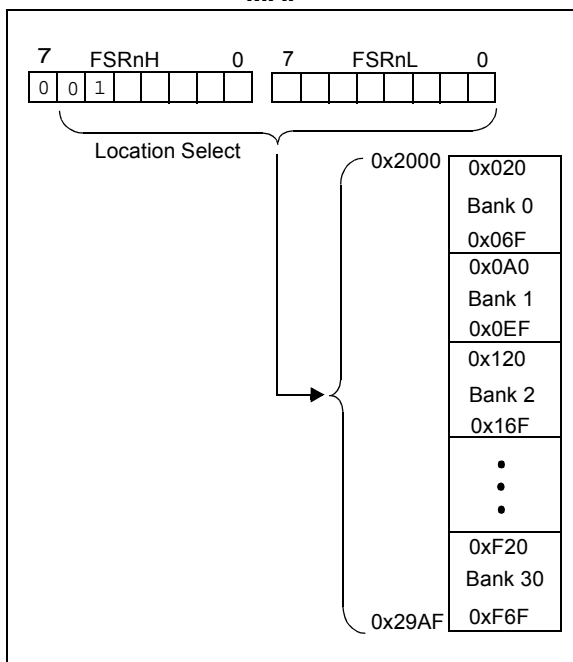 7 FSRnH 0 7 FSRnL 0
0 0 1
Location Select
0x2000
0x020
Bank 0
0x06F
0x0A0
Bank 1
0x0EF
0x120
Bank 2
0x16F
0xF20
Bank 30
0xF6F
0x29AF